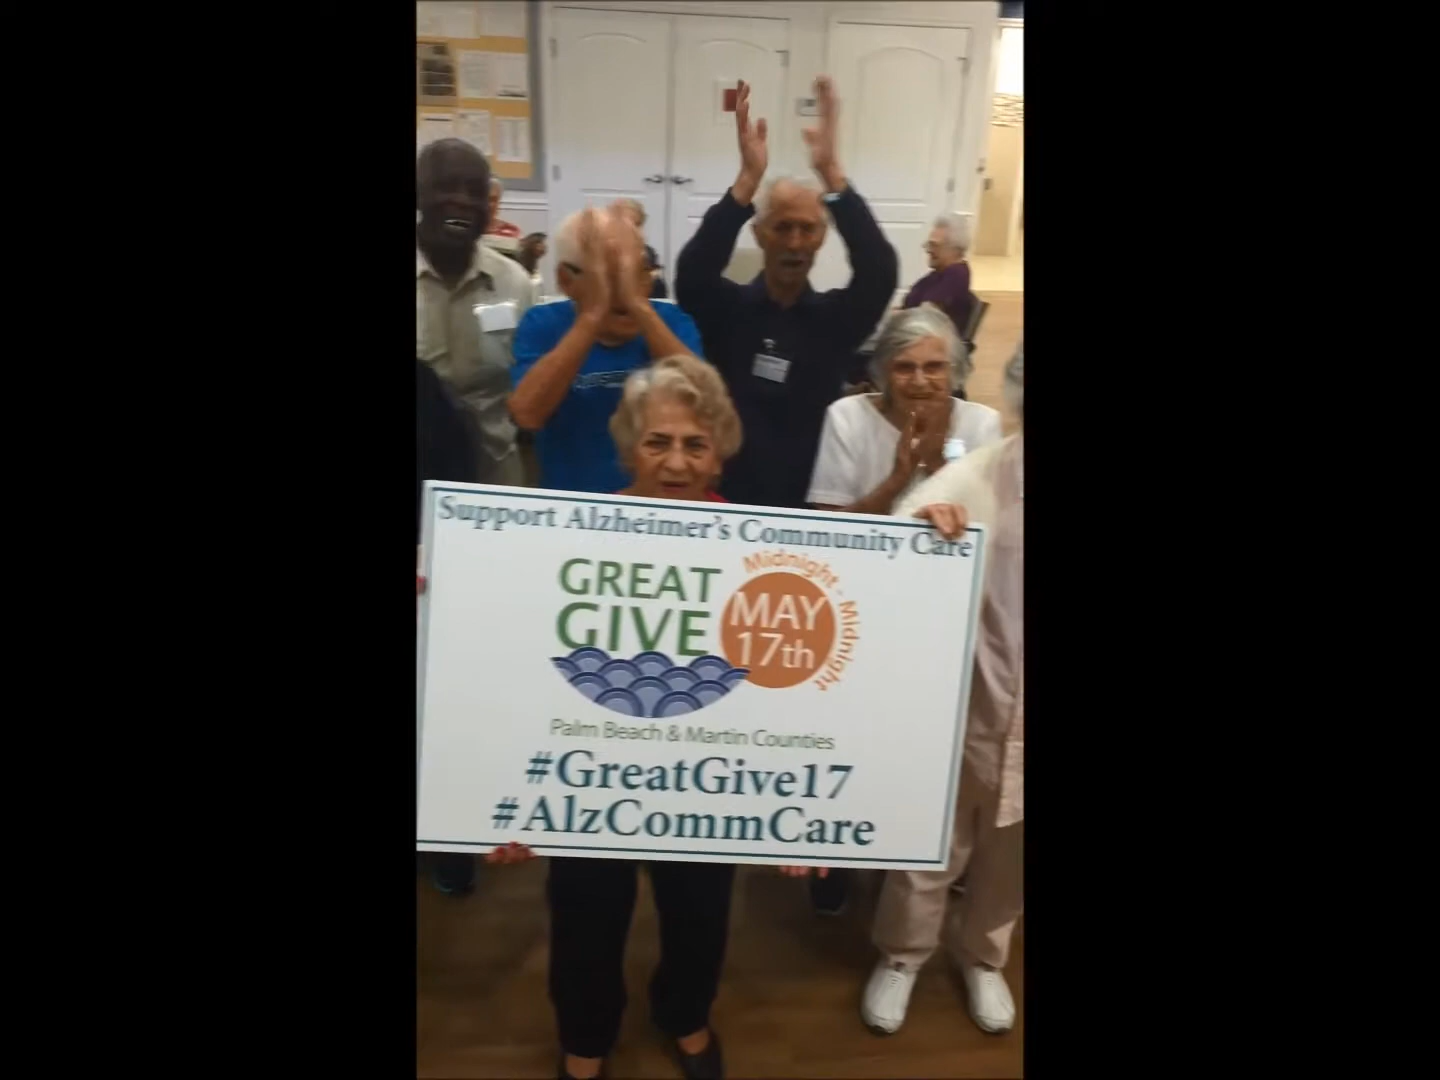 Support Alzheimer's Community Care
GREAT
GIVE
Midnight - Midnight
MAY
17th
Palm Beach & Martin Counties
#GreatGive17
#AlzCommCare